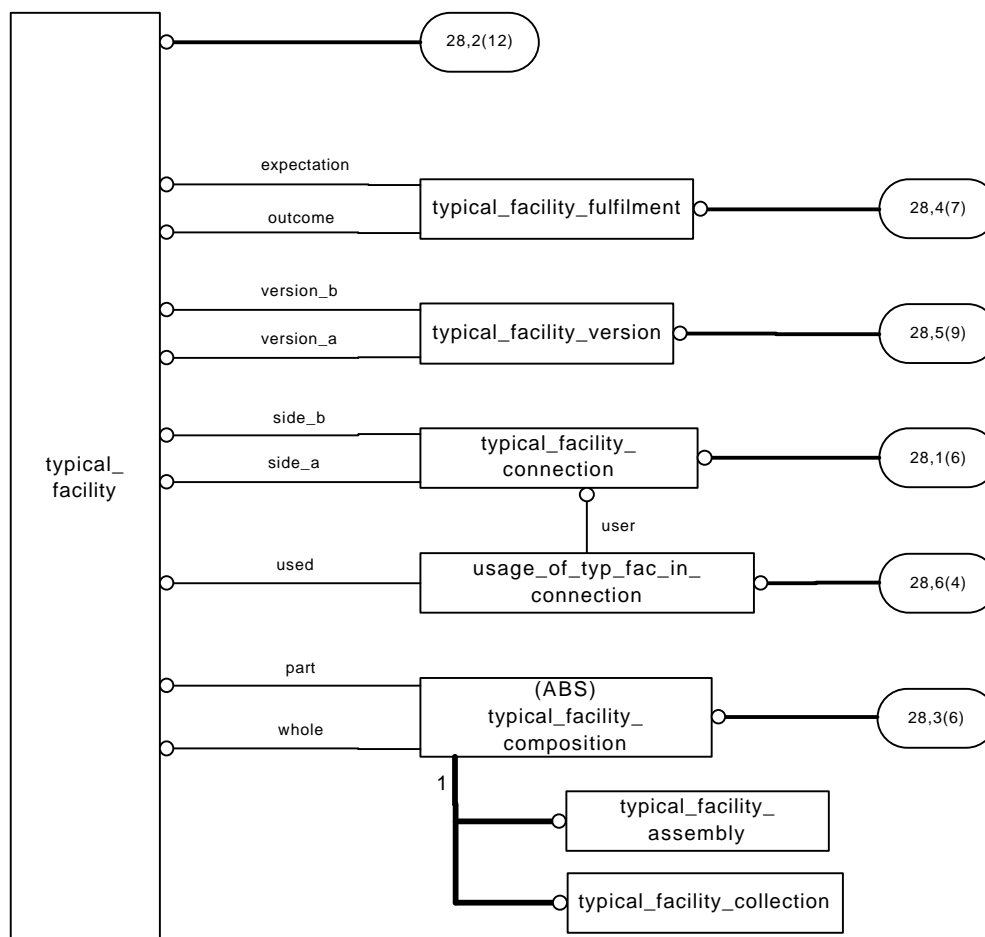 28,2(12)
expectation
typical_facility_fulfilment
28,4(7)
outcome
version_b
typical_facility_version
28,5(9)
version_a
side_b
typical_facility_
connection
28,1(6)
side_a
typical_
facility
user
used
usage_of_typ_fac_in_
connection
28,6(4)
part
(ABS)
typical_facility_
composition
28,3(6)
whole
1
typical_facility_
assembly
typical_facility_collection